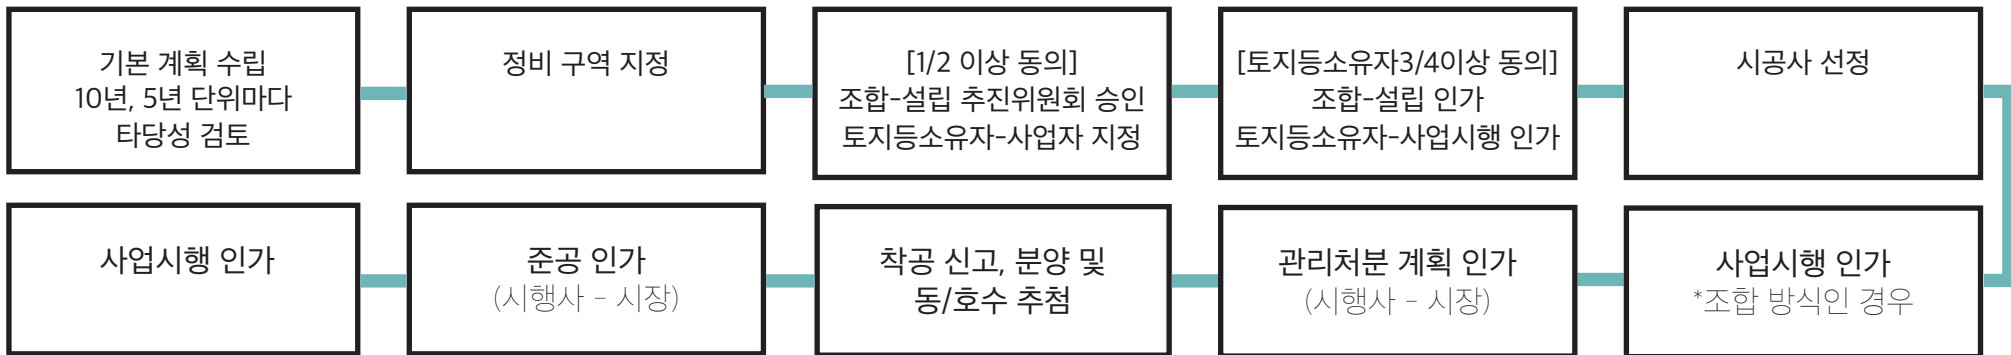 기본 계획 수립
10년, 5년 단위마다
타당성 검토
정비 구역 지정
[1/2 이상 동의]
조합-설립 추진위원회 승인
토지등소유자-사업자 지정
[토지등소유자3/4이상 동의]
조합-설립 인가
토지등소유자-사업시행 인가
시공사 선정
사업시행 인가
준공 인가
(시행사 - 시장)
착공 신고, 분양 및
동/호수 추첨
관리처분 계획 인가
(시행사 - 시장)
사업시행 인가
*조합 방식인 경우